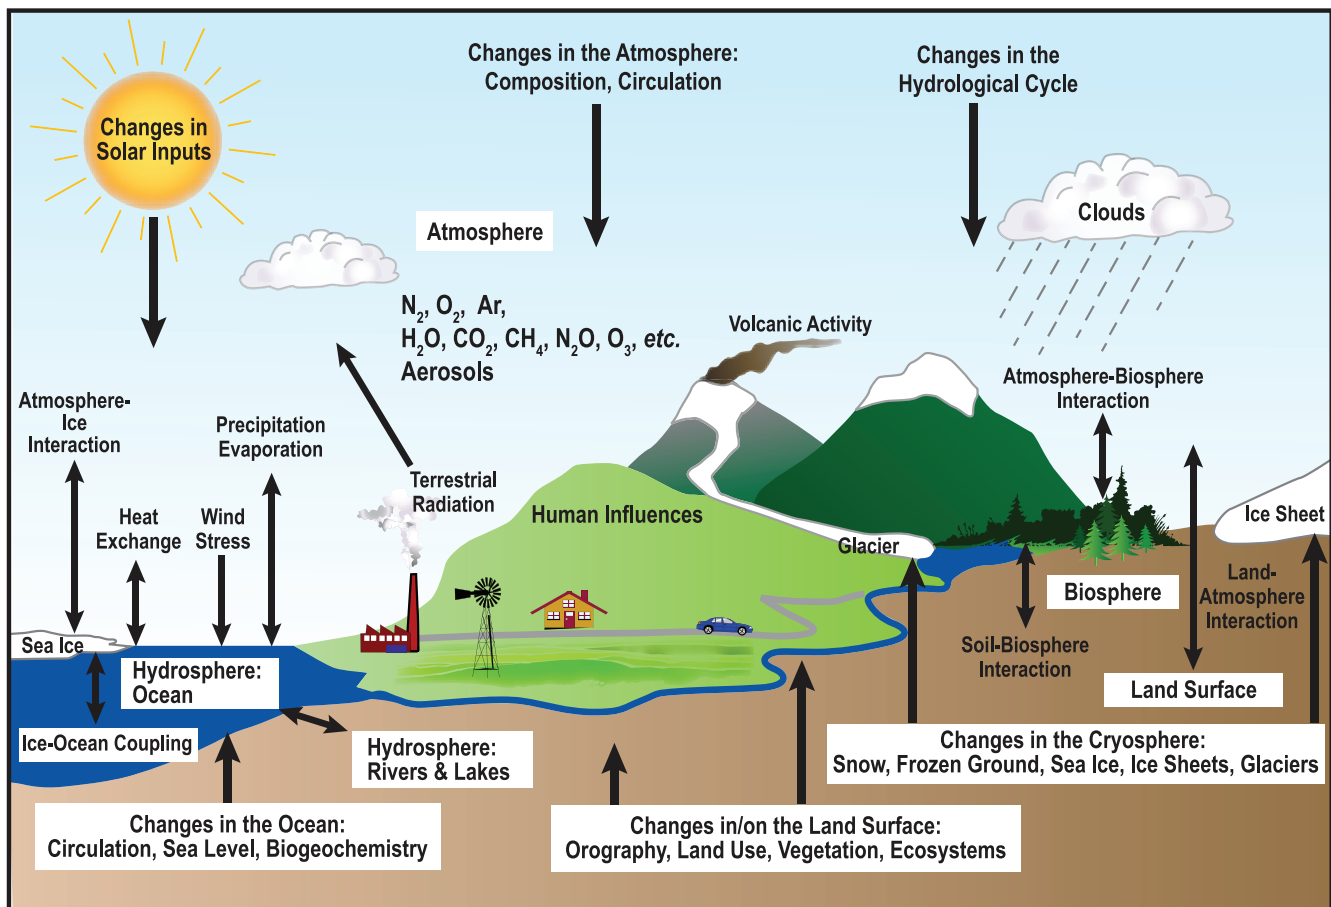 Changes in the Atmosphere:
Composition, Circulation
Changes in the
Hydrological Cycle
Changes in
Solar Inputs
Clouds
Atmosphere
N₂, O₂, Ar,
H₂O, CO₂, CH₄, N₂O, O₃, etc.
Aerosols
Volcanic Activity
Atmosphere-Biosphere
Interaction
Atmosphere-
Ice
Interaction
Precipitation
Evaporation
Terrestrial
Radiation
Heat
Exchange
Wind
Stress
Human Influences
Glacier
Ice Sheet
Biosphere
Land-
Atmosphere
Interaction
Soil-Biosphere
Interaction
Sea Ice
Hydrosphere:
Ocean
Land Surface
Ice-Ocean Coupling
Hydrosphere:
Rivers & Lakes
Changes in the Cryosphere:
Snow, Frozen Ground, Sea Ice, Ice Sheets, Glaciers
Changes in the Ocean:
Circulation, Sea Level, Biogeochemistry
Changes in/on the Land Surface:
Orography, Land Use, Vegetation, Ecosystems